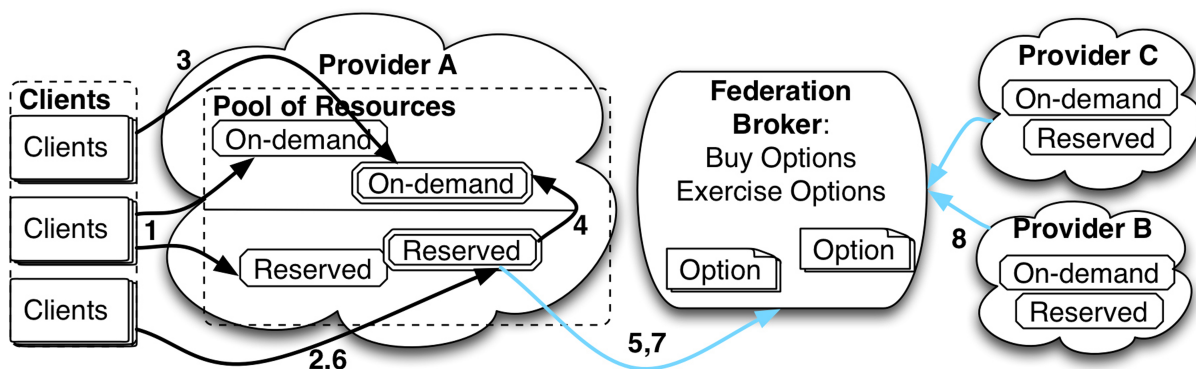 Clients
Clients
Clients
Clients
3
1
2,6
Provider A
Pool of Resources
On-demand
On-demand
4
Reserved
Reserved
5,7
Federation
Broker:
Buy Options
Exercise Options
Option
Option
Provider C
On-demand
Reserved
8
Provider B
On-demand
Reserved